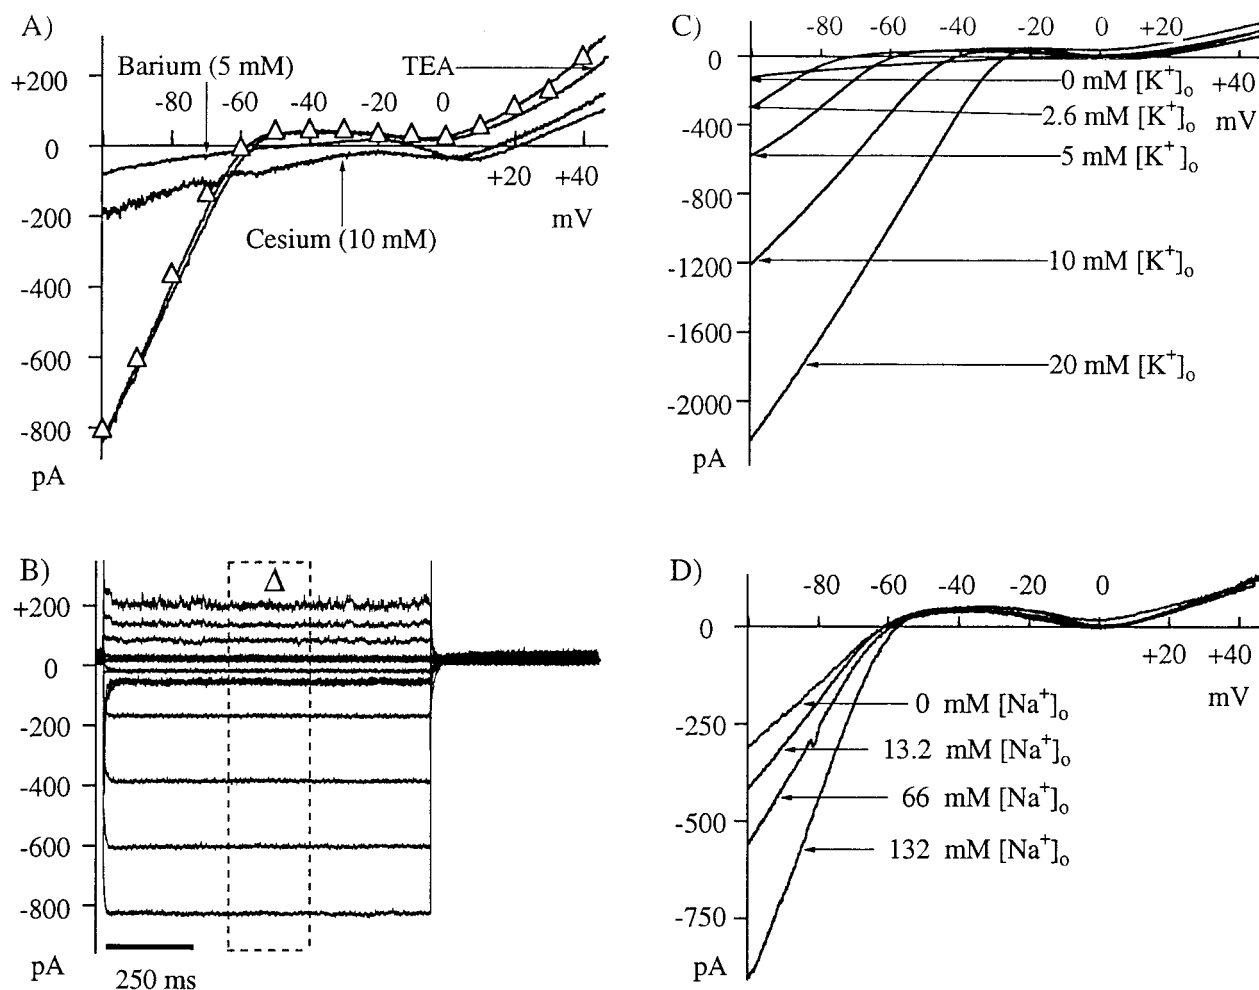 A)
+200
0
-200
-400
-600
-800
pA
Barium (5 mM)
TEA
-80 -60 -40 -20 0
+20 +40
mV
Cesium (10 mM)
B)
+200
0
-200
-400
-600
-800
pA
Δ
250 ms
C)
-80 -60 -40 -20 0 +20
0
-400
-800
-1200
-1600
-2000
pA
0 mM [K⁺]ₒ
+40
mV
2.6 mM [K⁺]ₒ
5 mM [K⁺]ₒ
10 mM [K⁺]ₒ
20 mM [K⁺]ₒ
D)
-80 -60 -40 -20 0
0
-250
-500
-750
pA
+20 +40
mV
0 mM [Na⁺]ₒ
13.2 mM [Na⁺]ₒ
66 mM [Na⁺]ₒ
132 mM [Na⁺]ₒ